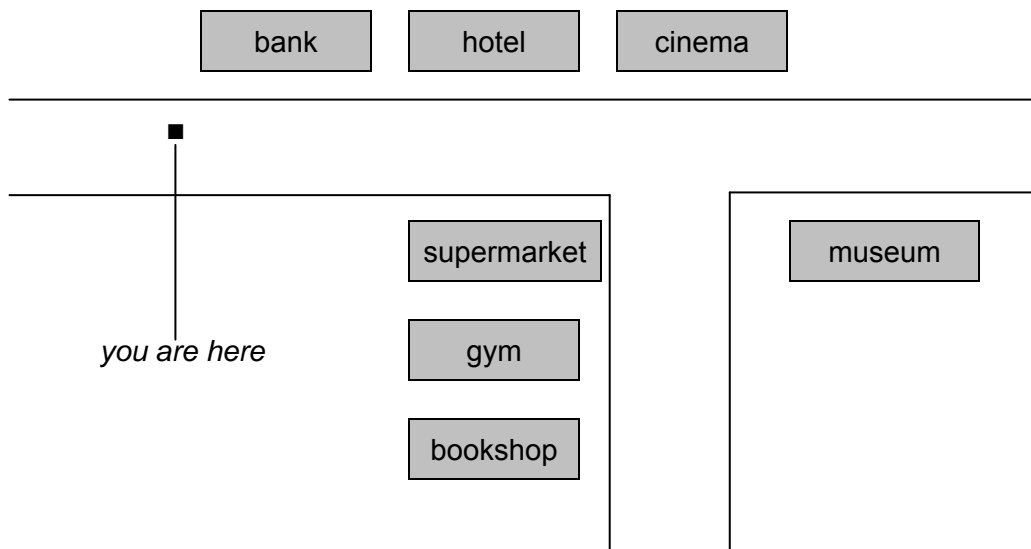 bank
hotel
cinema
supermarket
museum
you are here
gym
bookshop